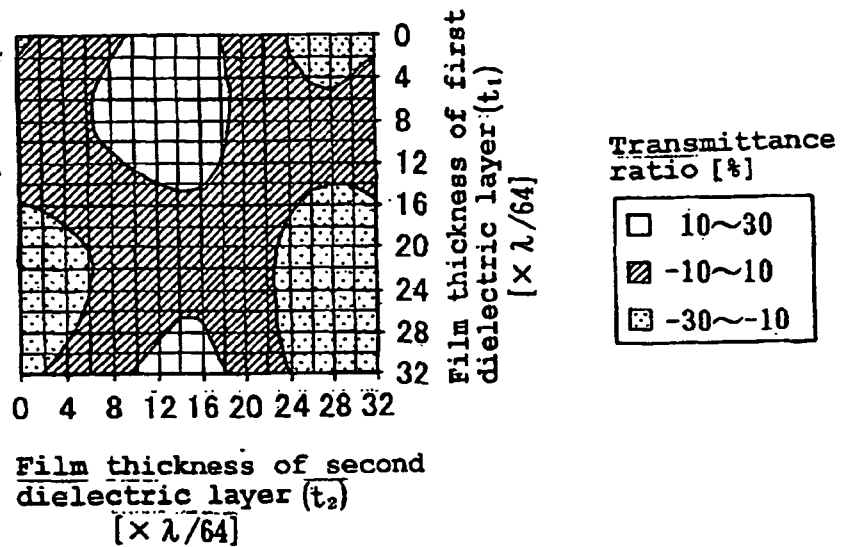 0
4
8
12
16
20
24
28
32
Film thickness of first
dielectric layer (t₁)
[× λ/64]
0 4 8 12 16 20 24 28 32
Film thickness of second
dielectric layer (t₂)
[× λ/64]
Transmittance
ratio [%]
10~30
-10~10
-30~-10